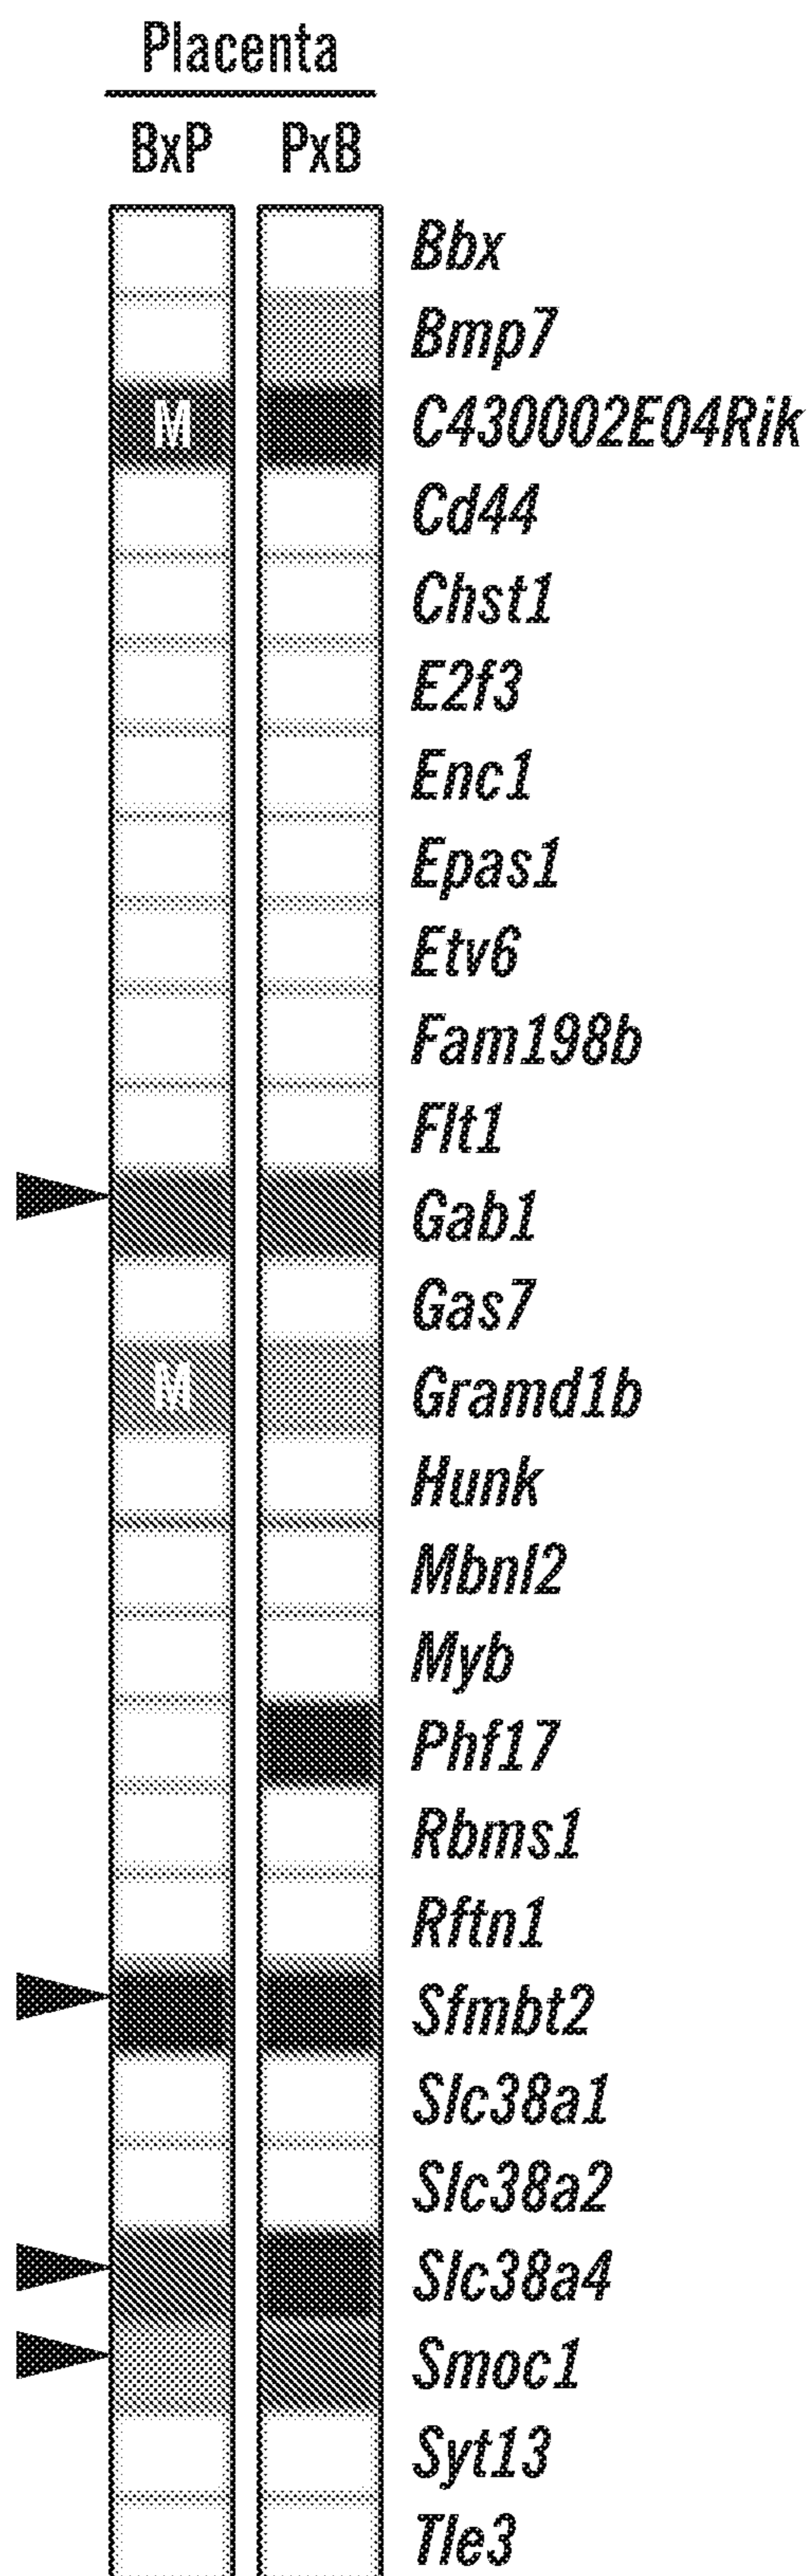 Placenta
BxP PxB
Bbx
Bmp7
M C430002E04Rik
Cd44
Chst1
E2f3
Enc1
Epas1
Etv6
Fam198b
Flt1
Gab1
Gas7
M Gramd1b
Hunk
Mbnl2
Myb
Phf17
Rbms1
Rftn1
Sfmbt2
Slc38a1
Slc38a2
Slc38a4
Smoc1
Syt13
Tle3